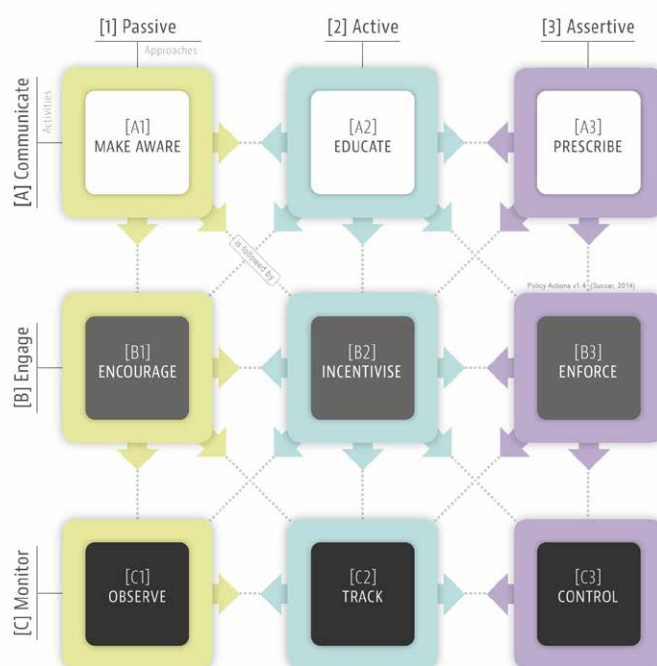 [1] Passive
[2] Active
[3] Assertive
Approaches
Activities
[A] Communicate
[A1]
MAKE AWARE
[A2]
EDUCATE
[A3]
PRESCRIBE
is followed by
Policy Actions v1.4 (Succar, 2014)
[B] Engage
[B1]
ENCOURAGE
[B2]
INCENTIVISE
[B3]
ENFORCE
[C] Monitor
[C1]
OBSERVE
[C2]
TRACK
[C3]
CONTROL